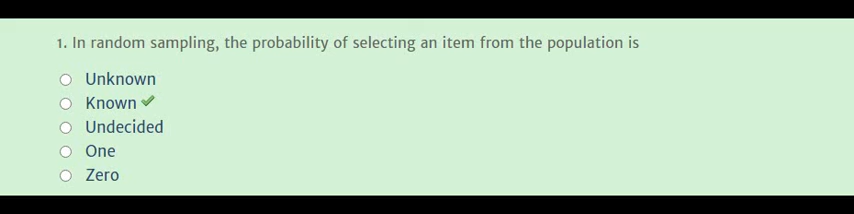 1. In random sampling, the probability of selecting an item from the population is
Unknown
Known
Undecided
One
Zero